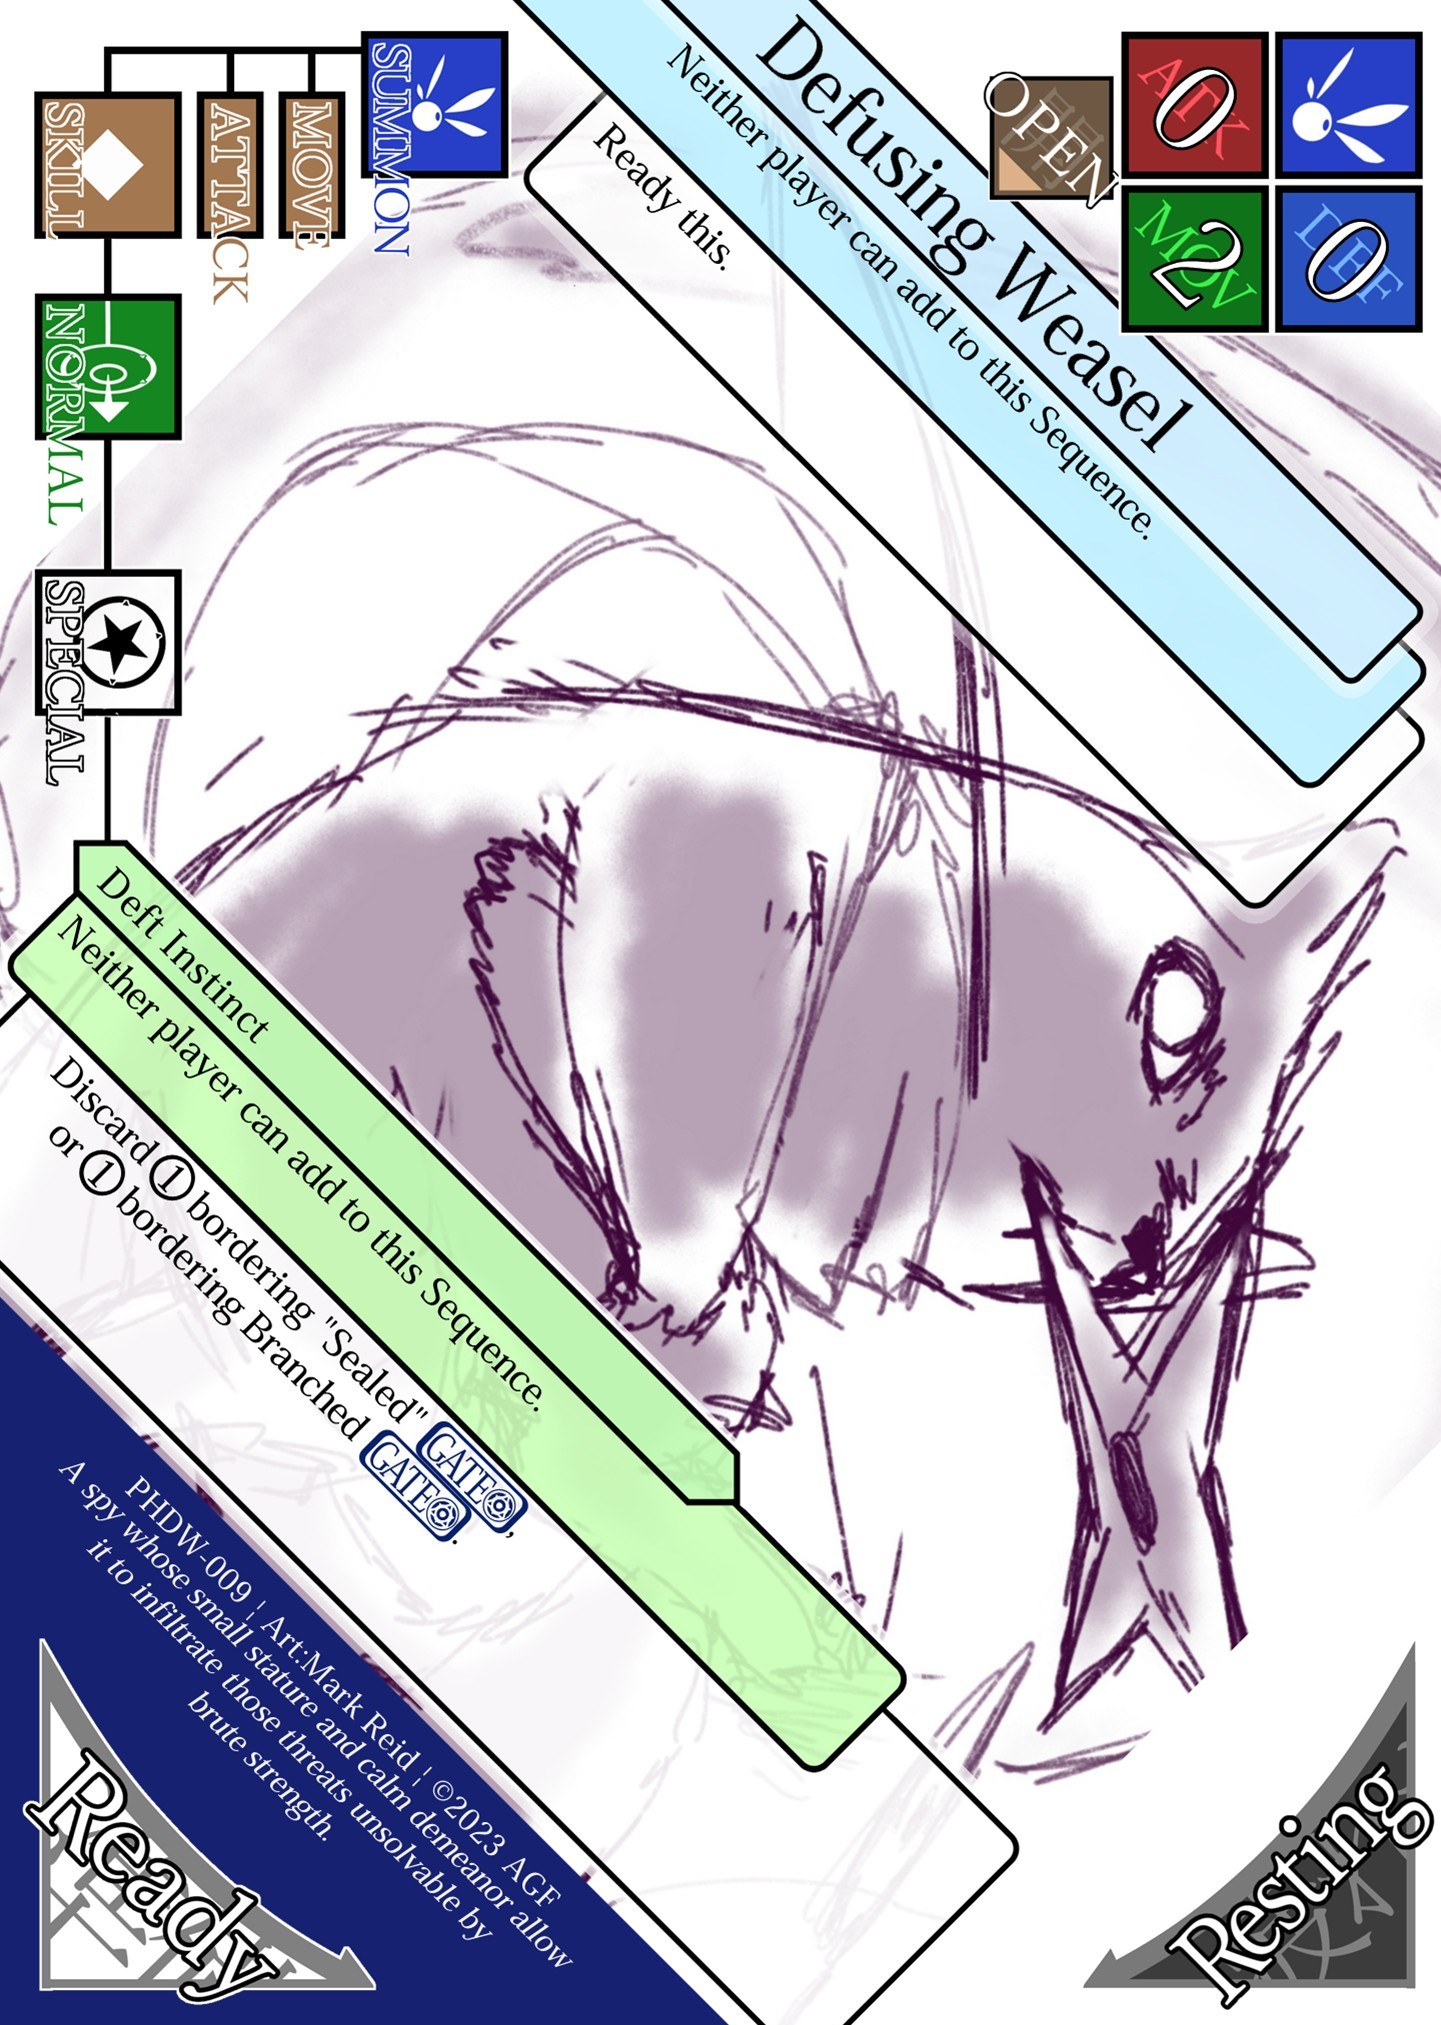 Defusing Weasel
Neither player can add to this Sequence.
Ready this.
OPEN
ATK
0
MOV
2
DEF
0
SUMMON
MOVE
ATTACK
SKILL
NORMAL
SPECIAL
Deft Instinct
Neither player can add to this Sequence.
Discard 1 bordering "Sealed" GATE,
or 1 bordering Branched GATE.
PHDW-009 ¦ Art:Mark Reid ¦ ©2023 AGF
A spy whose small stature and calm demeanor allow
it to infiltrate those threats unsolvable by
brute strength.
Ready
Resting